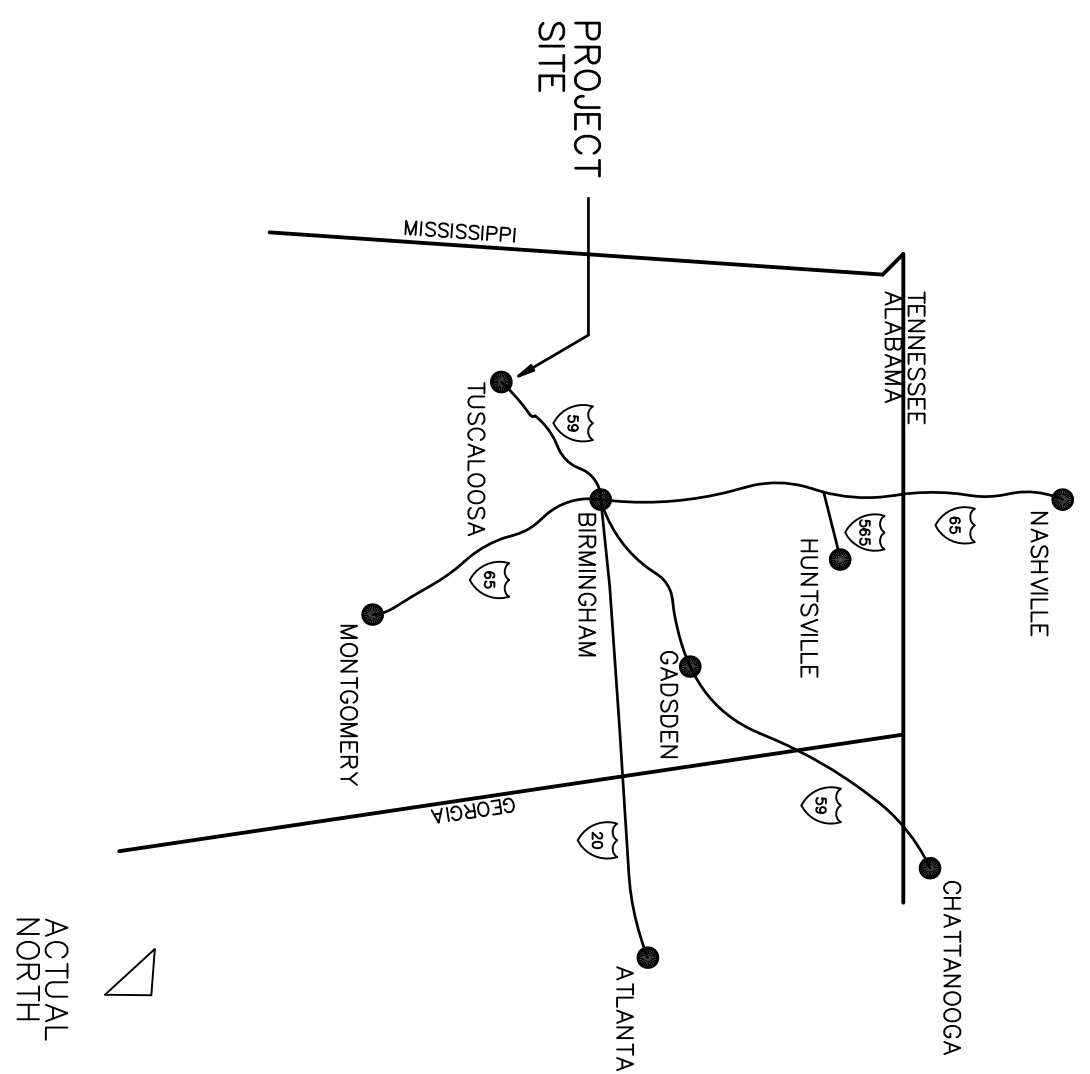 PROJECT
SITE
MISSISSIPPI
TENNESSEE
ALABAMA
NASHVILLE
65
565
HUNTSVILLE
59
TUSCALOOSA
BIRMINGHAM
65
MONTGOMERY
GADSDEN
GEORGIA
59
20
CHATTANOOGA
ATLANTA
ACTUAL
NORTH